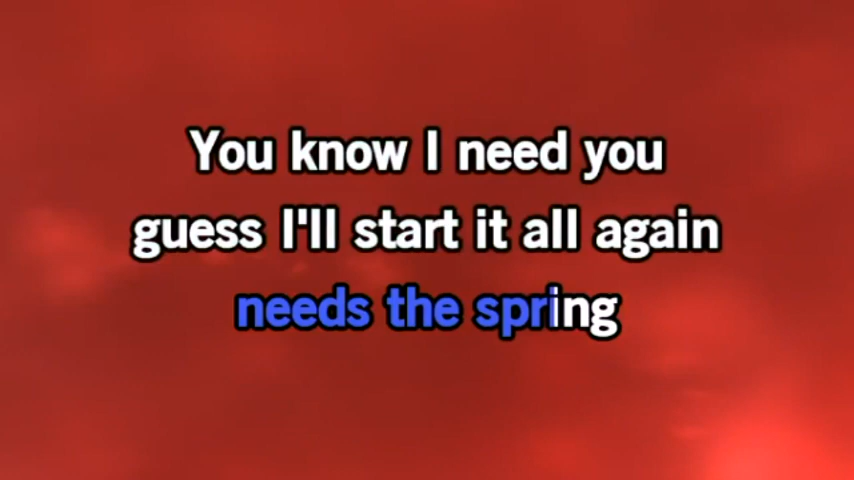 You know I need you
guess I'll start it all again
needs the spring